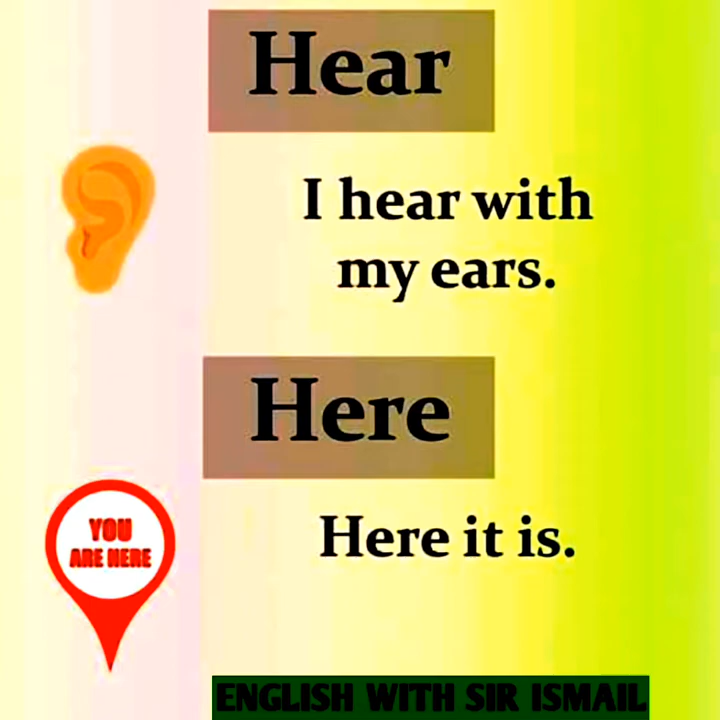 Hear
I hear with
my ears.
Here
YOU
ARE HERE
Here it is.
ENGLISH WITH SIR ISMAIL